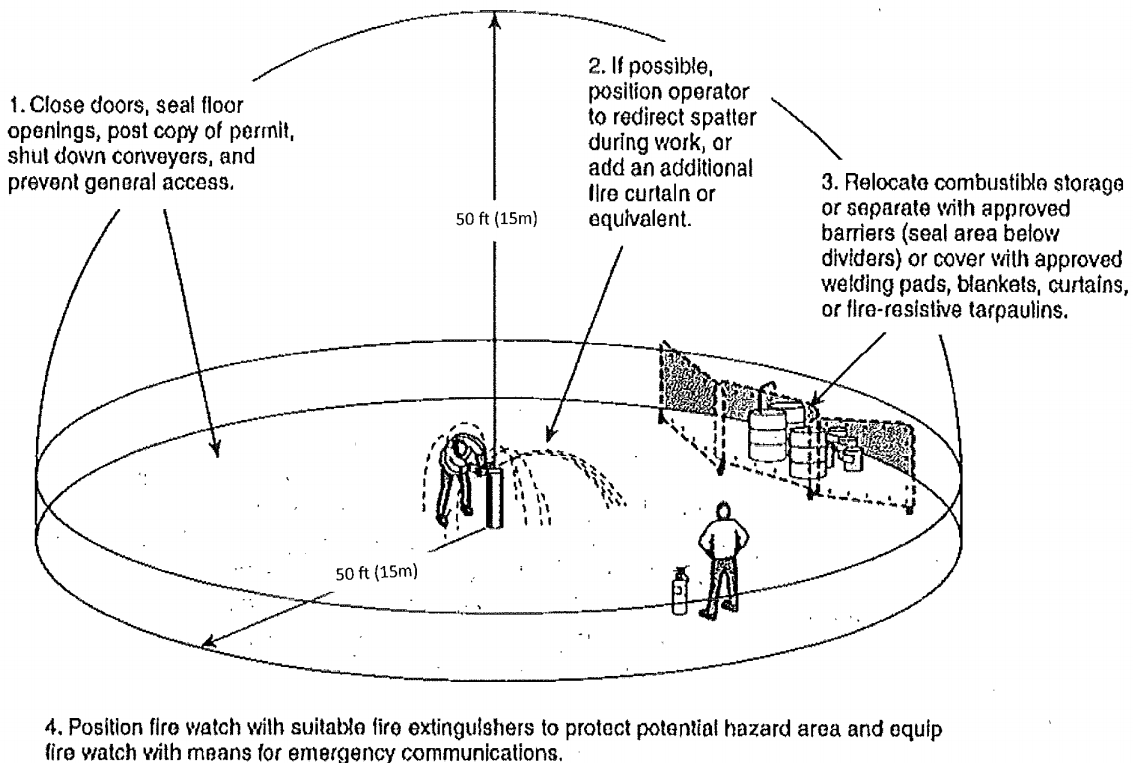 1. Close doors, seal floor
openings, post copy of permit,
shut down conveyers, and
prevent general access.
2. If possible,
position operator
to redirect spatter
during work, or
add an additional
fire curtain or
equivalent.
3. Relocate combustible storage
or separate with approved
barriers (seal area below
dividers) or cover with approved
welding pads, blankets, curtains,
or fire-resistive tarpaulins.
50 ft (15m)
50 ft (15m)
4. Position fire watch with suitable fire extinguishers to protect potential hazard area and equip
fire watch with means for emergency communications.